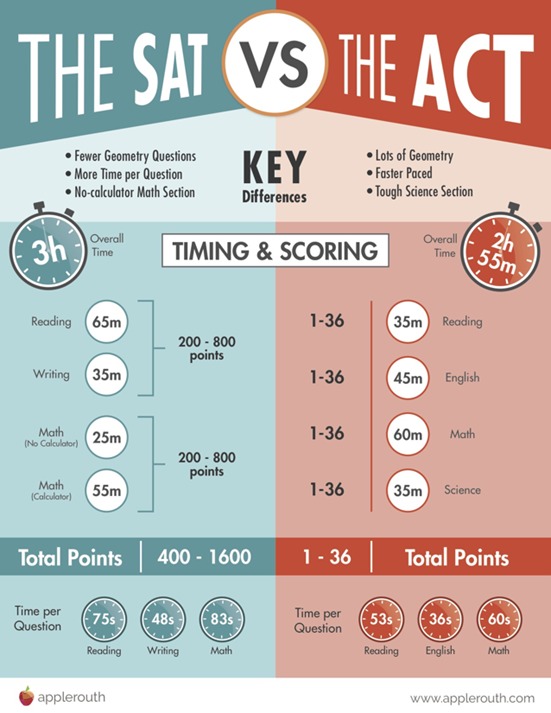 THE SAT VS THE ACT
• Fewer Geometry Questions
• More Time per Question
• No-calculator Math Section
KEY
Differences
• Lots of Geometry
• Faster Paced
• Tough Science Section
3h
Overall
Time
TIMING & SCORING
Overall
Time
2h
55m
Reading 65m
Writing 35m
200 - 800
points
Math
(No Calculator)
25m
Math
(Calculator)
55m
200 - 800
points
1-36 35m Reading
1-36 45m English
1-36 60m Math
1-36 35m Science
Total Points 400 - 1600
1 - 36 Total Points
Time per
Question
75s 48s 83s
Reading Writing Math
Time per
Question
53s 36s 60s
Reading English Math
applerouth
www.applerouth.com